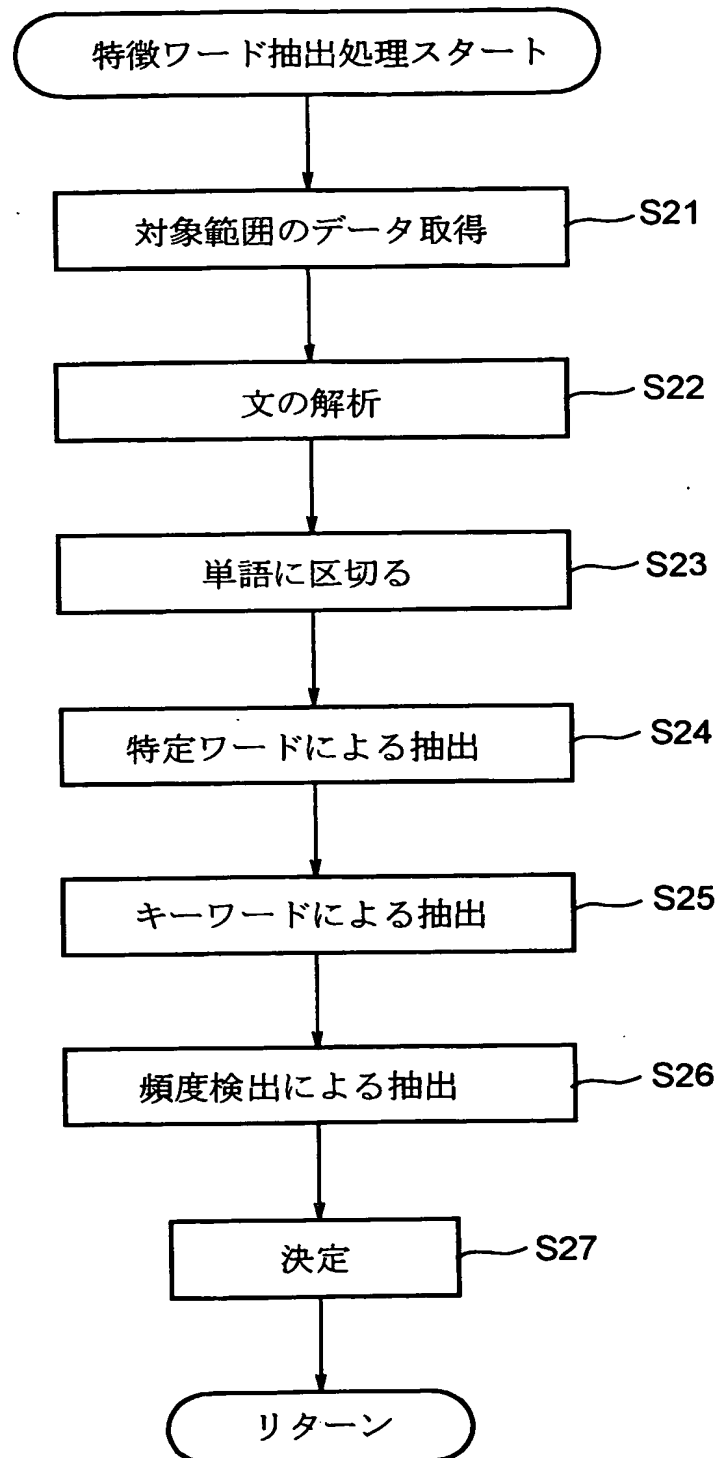 特徴ワード抽出処理スタート
対象範囲のデータ取得
S21
文の解析
S22
単語に区切る
S23
特定ワードによる抽出
S24
キーワードによる抽出
S25
頻度検出による抽出
S26
決定
S27
リターン